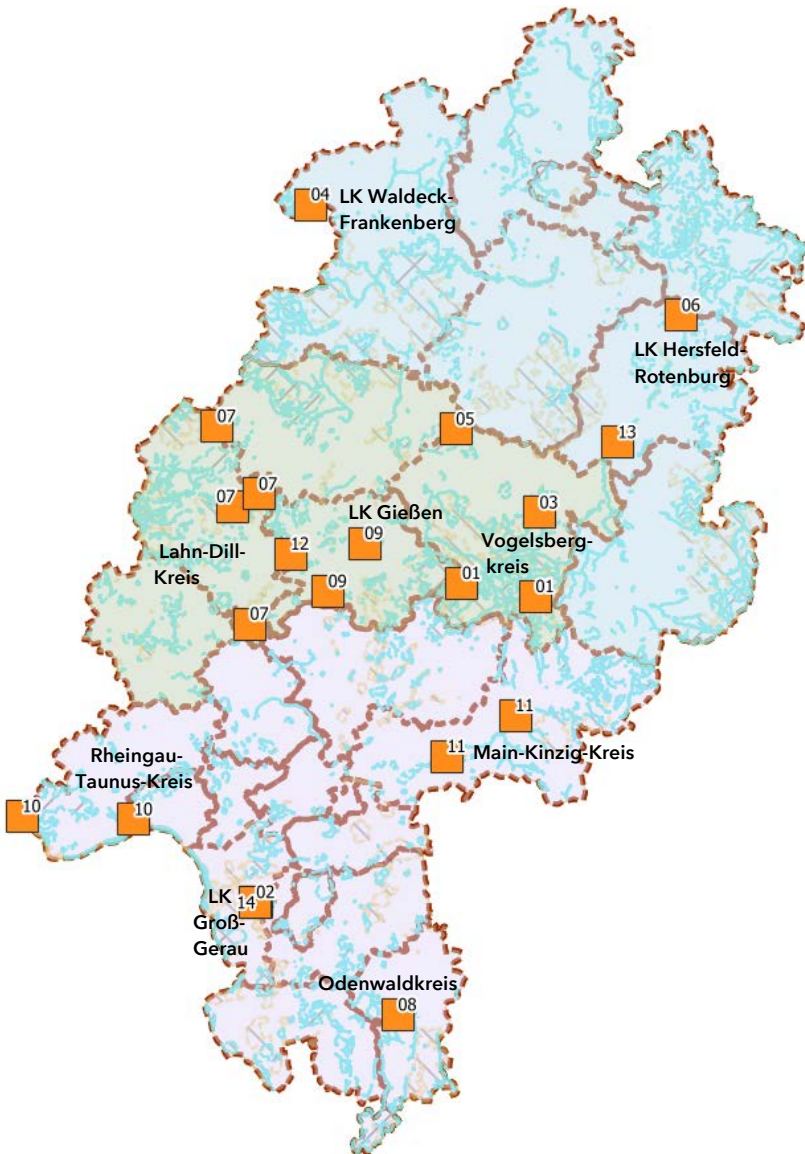 04
LK Waldeck-
Frankenberg
06
LK Hersfeld-
Rotenburg
07
05
13
07
07
03
LK Gießen
09
Vogelsberg-
kreis
Lahn-Dill-
Kreis
12
09
01
01
07
11
11
Main-Kinzig-Kreis
Rheingau-
Taunus-Kreis
10
10
LK
Groß-
Gerau
02
14
Odenwaldkreis
08